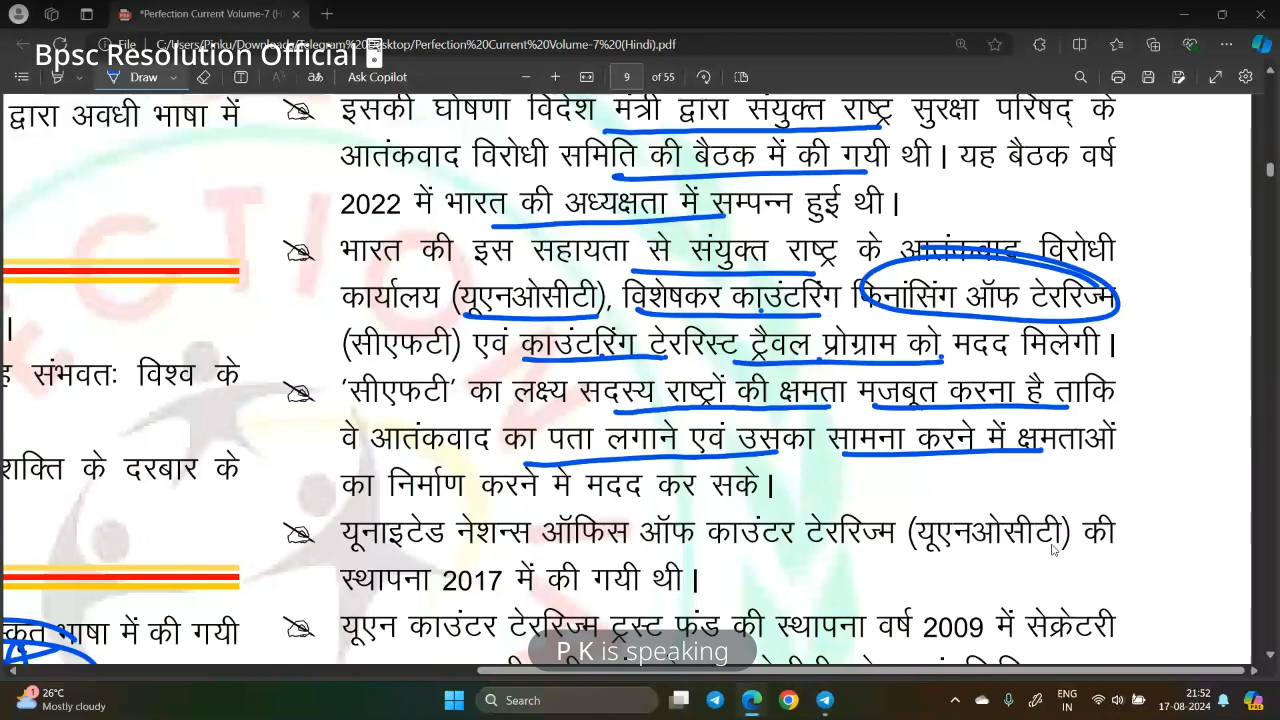 *Perfection Current Volume-7 (H
File C:/Users/Pinku/Downloads/Telegram%20Desktop/Perfection%20Current%20Volume-7%20(Hindi).pdf
Bpsc Resolution Official
Draw Ask Copilot 9 of 55
द्वारा अवधी भाषा में
संभवतः विश्व के
शक्ति के दरबार के
भाषा में की गयी
इसकी घोषणा विदेश मंत्री द्वारा संयुक्त राष्ट्र सुरक्षा परिषद् के
आतंकवाद विरोधी समिति की बैठक में की गयी थी। यह बैठक वर्ष
2022 में भारत की अध्यक्षता में सम्पन्न हुई थी।
भारत की इस सहायता से संयुक्त राष्ट्र के आतंकवाद विरोधी
कार्यालय (यूएनओसीटी), विशेषकर काउंटरिंग फिनांसिंग ऑफ टेररिज्म
(सीएफटी) एवं काउंटरिंग टेररिस्ट ट्रैवल प्रोग्राम को मदद मिलेगी।
'सीएफटी' का लक्ष्य सदस्य राष्ट्रों की क्षमता मजबूत करना है ताकि
वे आतंकवाद का पता लगाने एवं उसका सामना करने में क्षमताओं
का निर्माण करने मे मदद कर सके।
यूनाइटेड नेशन्स ऑफिस ऑफ काउंटर टेररिज्म (यूएनओसीटी) की
स्थापना 2017 में की गयी थी।
यूएन काउंटर टेररिज्म ट्रस्ट फंड की स्थापना वर्ष 2009 में सेक्रेटरी
P K is speaking
26°C
Mostly cloudy
Search
ENG
IN
21:52
17-08-2024